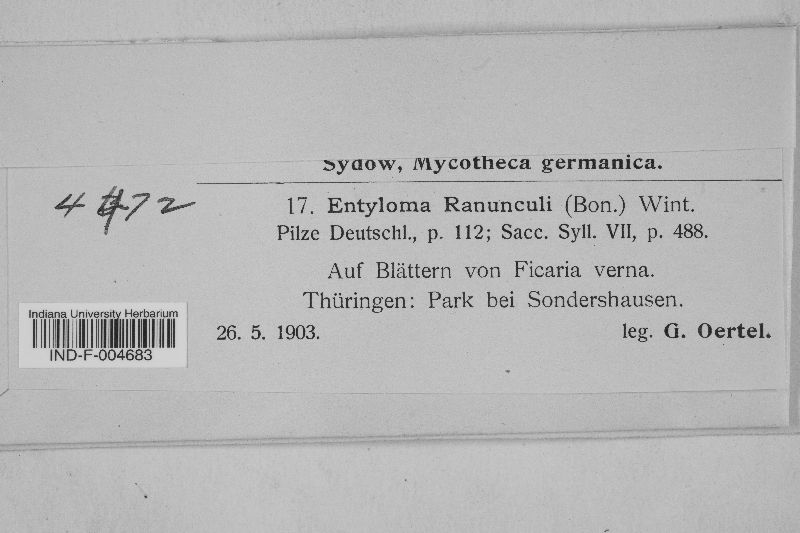 Sydow, Mycotheca germanica.
17. Entyloma Ranunculi (Bon.) Wint.
Pilze Deutschl., p. 112; Sacc. Syll. VII, p. 488.
Auf Blättern von Ficaria verna.
Thüringen: Park bei Sondershausen.
26. 5. 1903. leg. G. Oertel.
Indiana University Herbarium
IND-F-004683